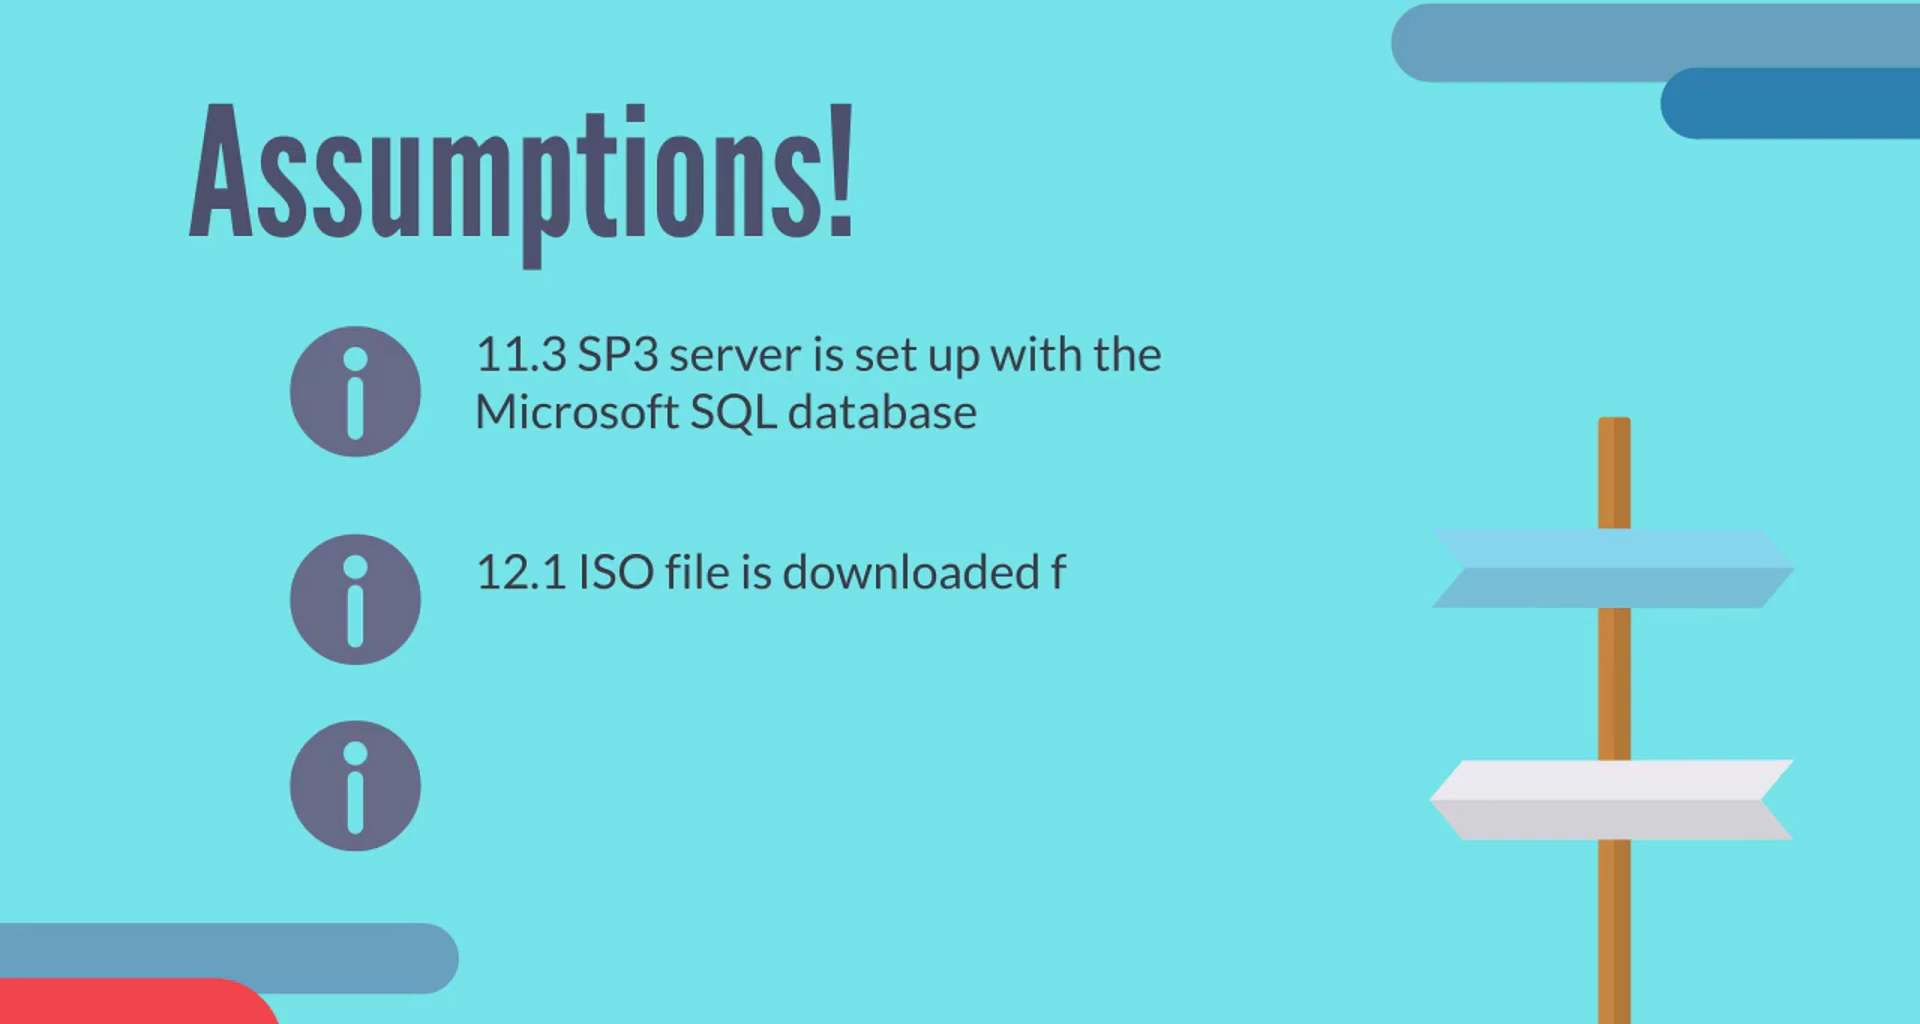 Assumptions!
11.3 SP3 server is set up with the
Microsoft SQL database
12.1 ISO file is downloaded f